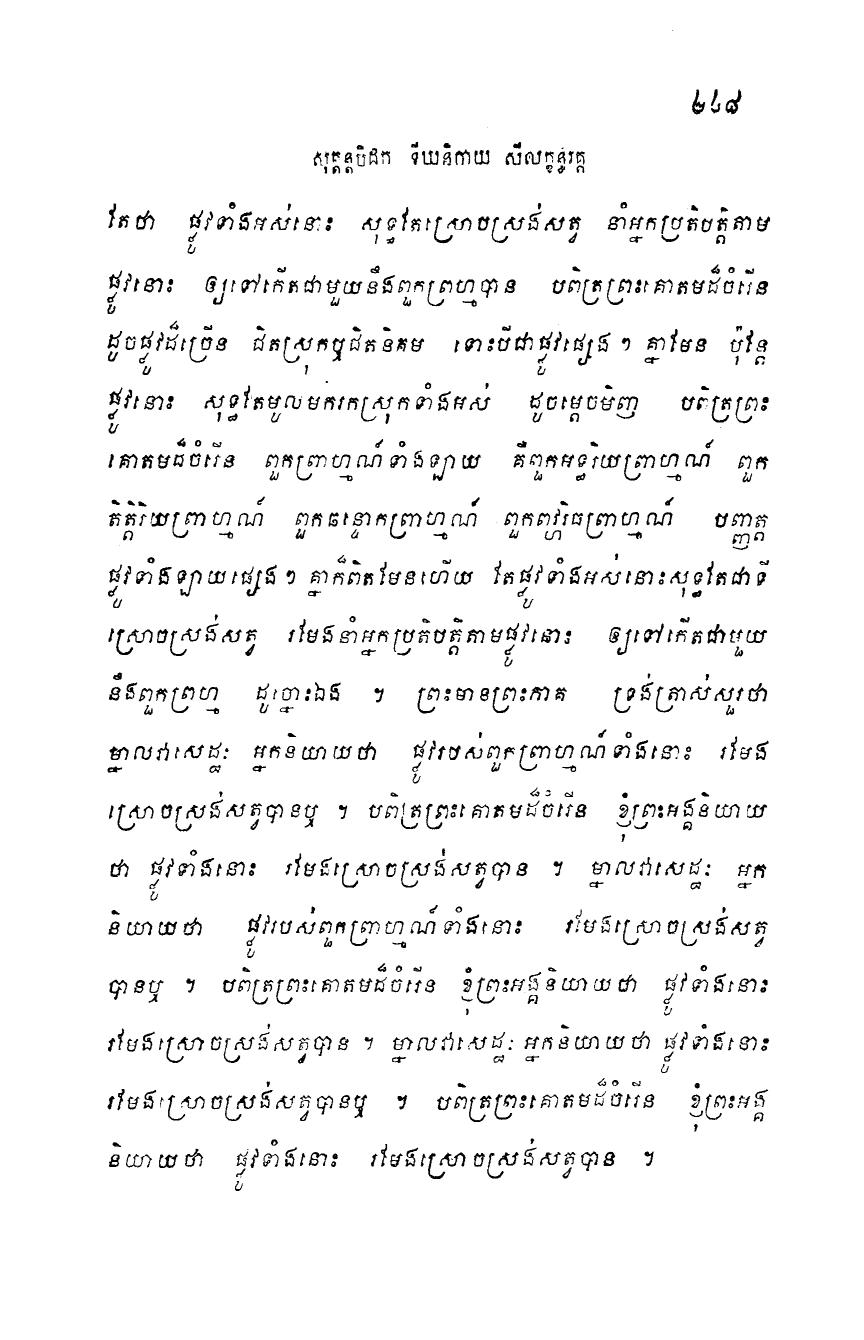 ២៤៨
សុត្តន្តបិដក ទីឃនិកាយ សីលក្ខន្ធវគ្គ
តែថា ផ្លូវទាំងអស់នោះ សុទ្ធតែស្រោចស្រង់សត្វ នាំអ្នកប្រតិបត្តិតាម
ផ្លូវនោះ ឲ្យទៅកើតជាមួយនឹងពួកព្រហ្មបាន បពិត្រព្រះគោតមដ៏ចំរើន
ដូចផ្លូវដ៏ច្រើន ជិតស្រុកឬជិតនិគម ទោះបីជាផ្លូវផ្សេងៗ គ្នាមែន ប៉ុន្តែ
ផ្លូវនោះ សុទ្ធតែមូលមករកស្រុកទាំងអស់ ដូចម្តេចមិញ បពិត្រព្រះ
គោតមដ៏ចំរើន ពួកព្រាហ្មណ៍ទាំងឡាយ គឺពួកអទ្ធរិយព្រាហ្មណ៍ ពួក
តិត្តិរិយព្រាហ្មណ៍ ពួកឆន្ទោកព្រាហ្មណ៍ ពួកព្វហរិធព្រាហ្មណ៍ បញ្ញត្ត
ផ្លូវទាំងឡាយផ្សេងៗ គ្នាក៏ពិតមែនហើយ តែផ្លូវទាំងអស់នោះសុទ្ធតែជាទី
ស្រោចស្រង់សត្វ រមែងនាំអ្នកប្រតិបត្តិតាមផ្លូវនោះ ឲ្យទៅកើតជាមួយ
នឹងពួកព្រហ្ម ដូច្នោះឯង ។ ព្រះមានព្រះភាគ ទ្រង់ត្រាស់សួរថា
ម្នាលវាសេដ្ឋៈ អ្នកនិយាយថា ផ្លូវរបស់ពួកព្រាហ្មណ៍ទាំងនោះ រមែង
ស្រោចស្រង់សត្វបានឬ ។ បពិត្រព្រះគោតមដ៏ចំរើន ខ្ញុំព្រះអង្គនិយាយ
ថា ផ្លូវទាំងនោះ រមែងស្រោចស្រង់សត្វបាន ។ ម្នាលវាសេដ្ឋៈ អ្នក
និយាយថា ផ្លូវរបស់ពួកព្រាហ្មណ៍ទាំងនោះ រមែងស្រោចស្រង់សត្វ
បានឬ ។ បពិត្រព្រះគោតមដ៏ចំរើន ខ្ញុំព្រះអង្គនិយាយថា ផ្លូវទាំងនោះ
រមែងស្រោចស្រង់សត្វបាន ។ ម្នាលវាសេដ្ឋៈ អ្នកនិយាយថា ផ្លូវទាំងនោះ
រមែងស្រោចស្រង់សត្វបានឬ ។ បពិត្រព្រះគោតមដ៏ចំរើន ខ្ញុំព្រះអង្គ
និយាយថា ផ្លូវទាំងនោះ រមែងស្រោចស្រង់សត្វបាន ។